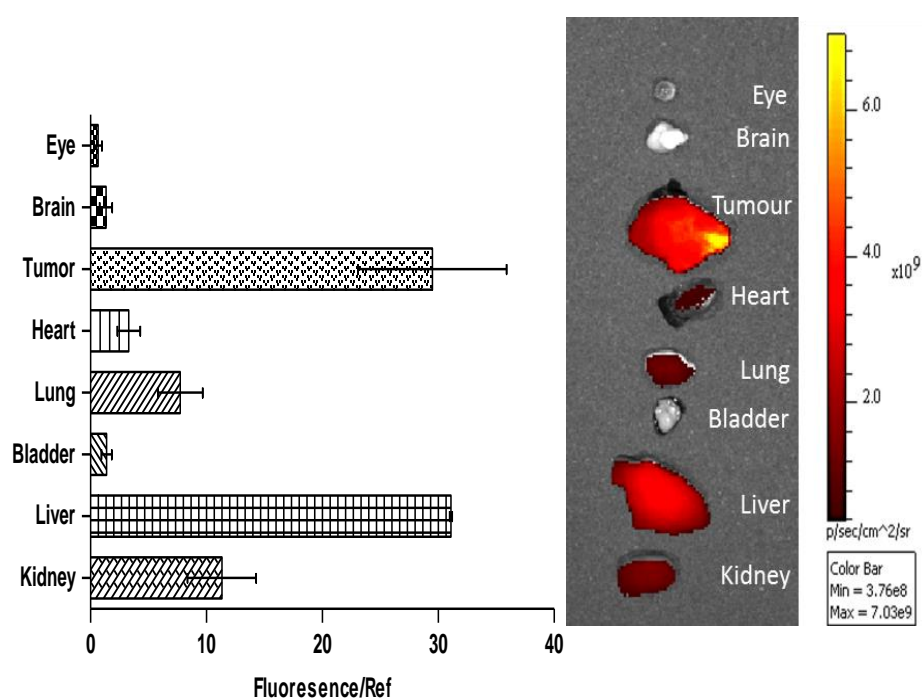 Eye
Brain
Tumor
Heart
Lung
Bladder
Liver
Kidney
0 10 20 30 40
Fluoresence/Ref
Eye
Brain
Tumour
Heart
Lung
Bladder
Liver
Kidney
6.0
4.0
x10^9
2.0
p/sec/cm^2/sr
Color Bar
Min = 3.76e8
Max = 7.03e9